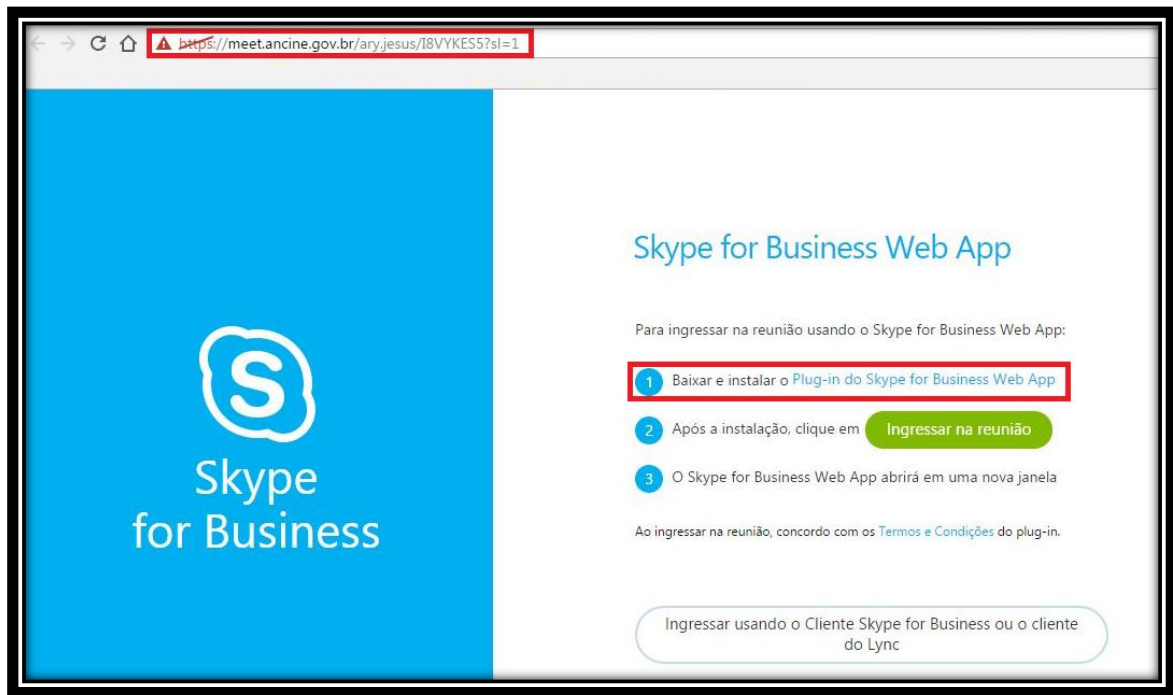 https://meet.ancine.gov.br/ary.jesus/I8VYKES5?sl=1
Skype for Business Web App
Para ingressar na reunião usando o Skype for Business Web App:
1 Baixar e instalar o Plug-in do Skype for Business Web App
2 Após a instalação, clique em Ingressar na reunião
3 O Skype for Business Web App abrirá em uma nova janela
Ao ingressar na reunião, concordo com os Termos e Condições do plug-in.
Ingressar usando o Cliente Skype for Business ou o cliente
do Lync
S
Skype
for Business